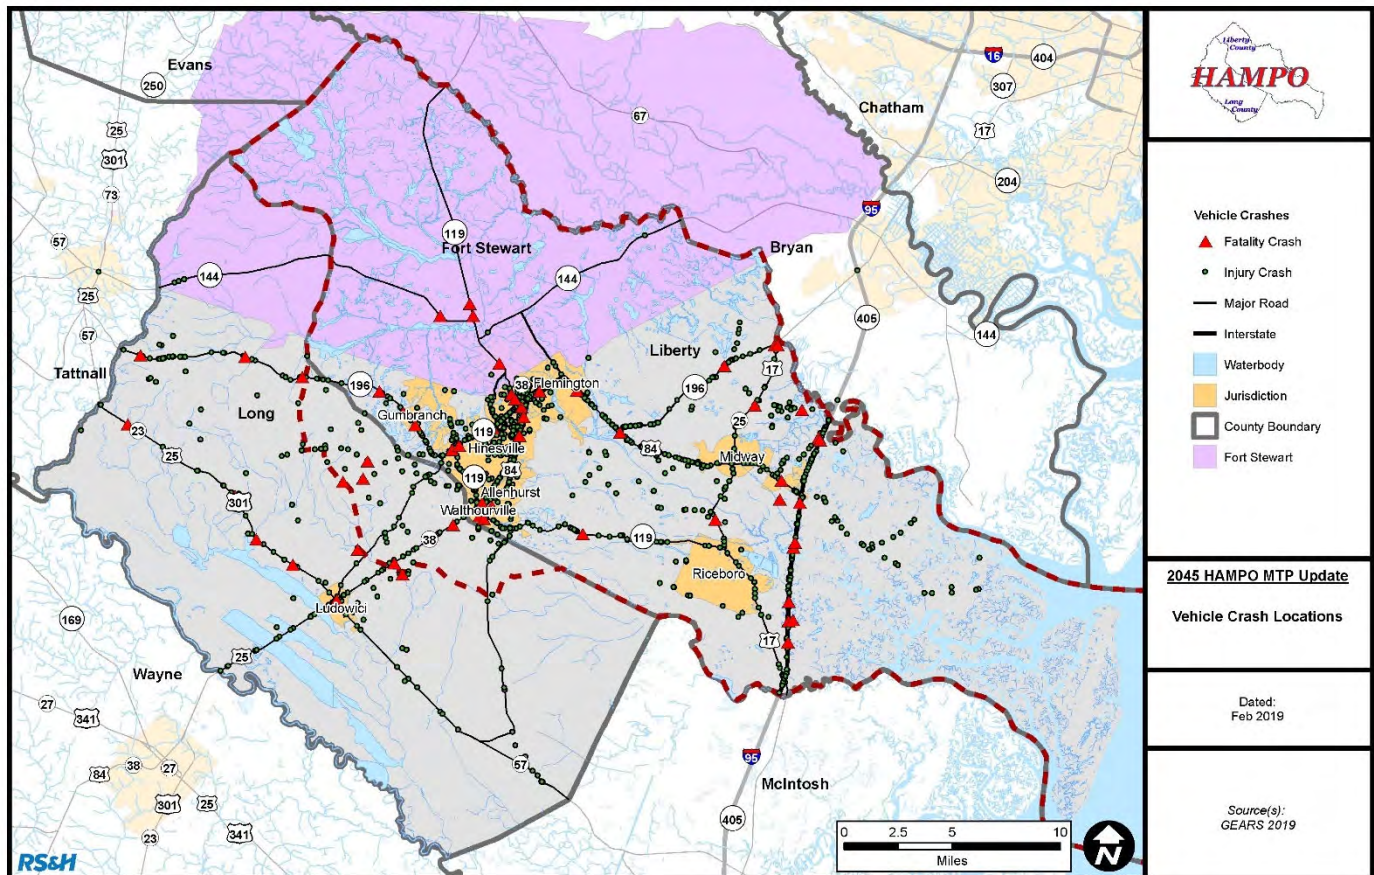 Evans
250
25
301
73
57
25
57
Tattnall
144
119
Fort Stewart
144
67
Chatham
16
404
307
17
204
95
Bryan
405
144
Liberty
17
196
25
38
Flemington
196
Gumbranch
Long
23
25
119
Hinesville
84
84
Midway
119
Allenhurst
Walthourville
301
38
119
Riceboro
Ludowici
17
169
25
Wayne
27
341
84
38
27
301
25
341
23
57
95
McIntosh
405
0 2.5 5 10
Miles
N
RS&H
Liberty
County
HAMPO
Long
County
Vehicle Crashes
Fatality Crash
Injury Crash
Major Road
Interstate
Waterbody
Jurisdiction
County Boundary
Fort Stewart
2045 HAMPO MTP Update
Vehicle Crash Locations
Dated:
Feb 2019
Source(s):
GEARS 2019